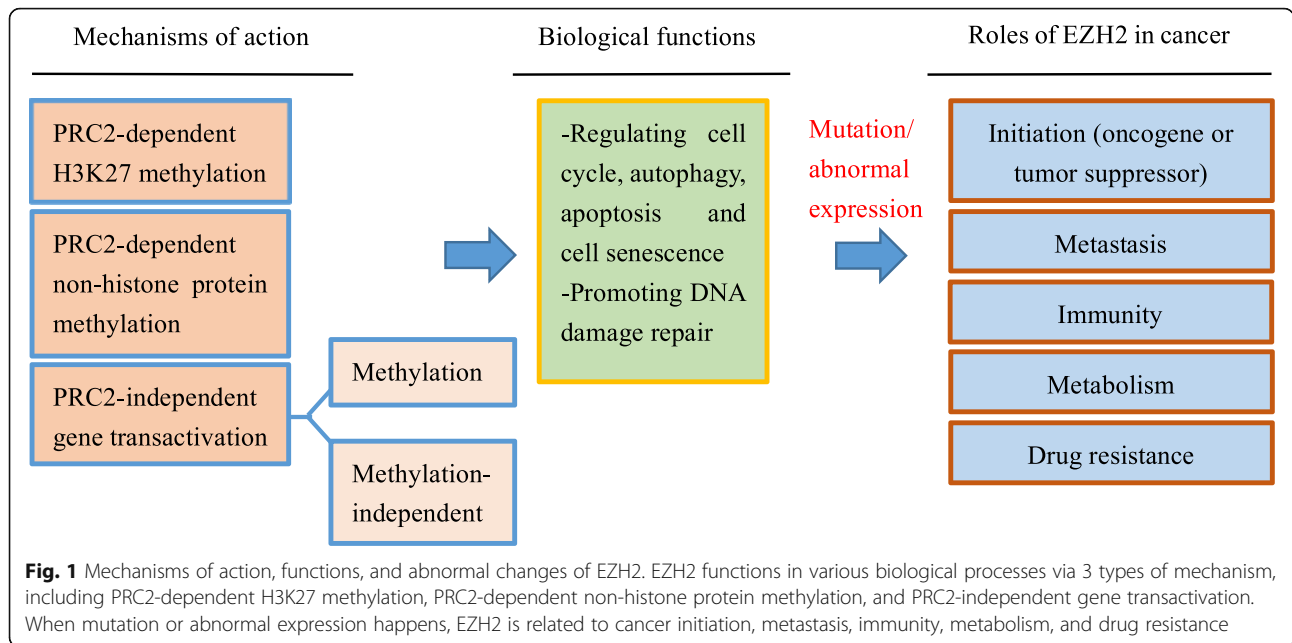 Mechanisms of action
Biological functions
Roles of EZH2 in cancer
PRC2-dependent
H3K27 methylation
PRC2-dependent
non-histone protein
methylation
PRC2-independent
gene transactivation
Methylation
Methylation-
independent
-Regulating cell
cycle, autophagy,
apoptosis and
cell senescence
-Promoting DNA
damage repair
Mutation/
abnormal
expression
Initiation (oncogene or
tumor suppressor)
Metastasis
Immunity
Metabolism
Drug resistance
Fig. 1 Mechanisms of action, functions, and abnormal changes of EZH2. EZH2 functions in various biological processes via 3 types of mechanism,
including PRC2-dependent H3K27 methylation, PRC2-dependent non-histone protein methylation, and PRC2-independent gene transactivation.
When mutation or abnormal expression happens, EZH2 is related to cancer initiation, metastasis, immunity, metabolism, and drug resistance